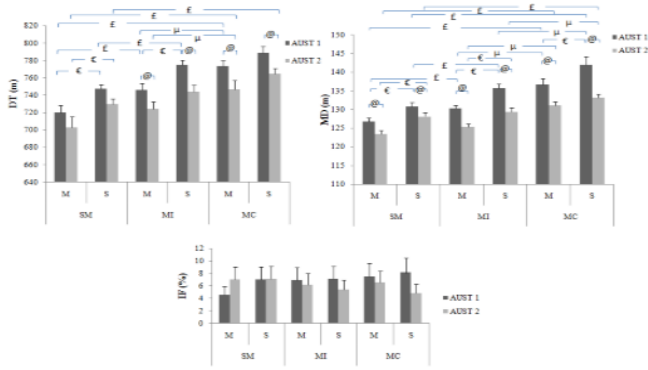 £
£
£
€
µ
£
µ
€
£
€
@
€
@
@
@
820
800
780
760
740
720
700
680
660
640
DT (m)
AUST 1
AUST 2
M S M S M S
SM MI MC
£
£
µ
£
µ
€
£
€
€
@
@
@
@
@
@
150
145
140
135
130
125
120
115
110
MD (m)
AUST 1
AUST 2
M S M S M S
SM MI MC
12
10
8
6
4
2
0
IF (%)
AUST 1
AUST 2
M S M S M S
SM MI MC